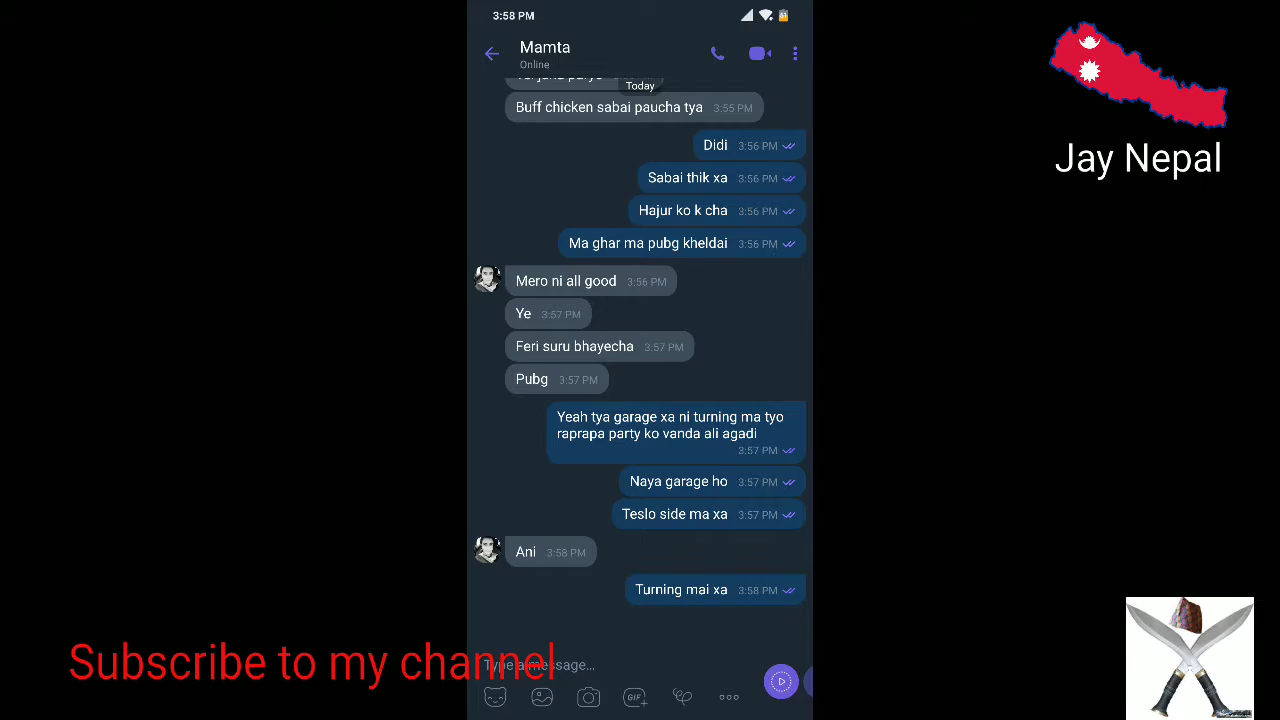 3:58 PM
Mamta
Online
Today
Buff chicken sabai paucha tya 3:55 PM
Didi 3:56 PM
Sabai thik xa 3:56 PM
Hajur ko k cha 3:56 PM
Ma ghar ma pubg kheldai 3:56 PM
Mero ni all good 3:56 PM
Ye 3:57 PM
Feri suru bhayecha 3:57 PM
Pubg 3:57 PM
Yeah tya garage xa ni turning ma tyo
raprapa party ko vanda ali agadi
3:57 PM
Naya garage ho 3:57 PM
Teslo side ma xa 3:57 PM
Ani 3:58 PM
Turning mai xa 3:58 PM
Type a message...
GIF
Jay Nepal
Subscribe to my channel